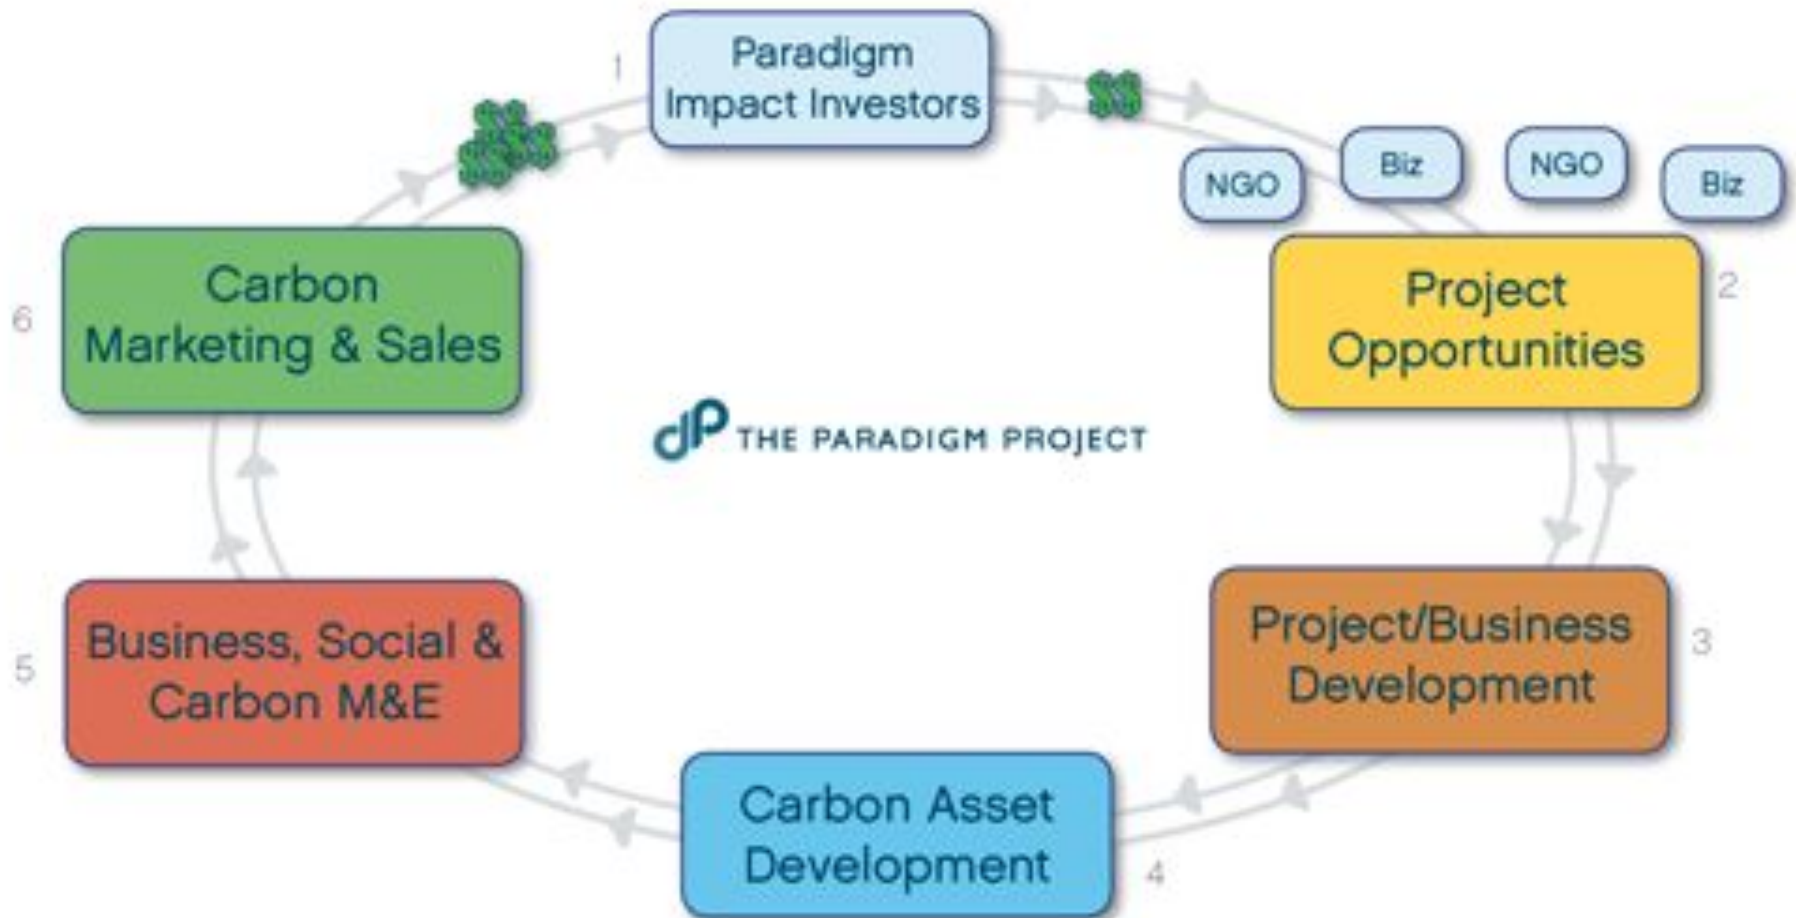 1
Paradigm
Impact Investors
NGO
Biz
NGO
Biz
Project
Opportunities
2
Project/Business
Development
3
Carbon Asset
Development
4
Business, Social &
Carbon M&E
5
Carbon
Marketing & Sales
6
THE PARADIGM PROJECT